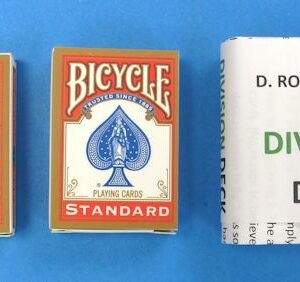 BICYCLE
TRUSTED SINCE 1885
PLAYING CARDS
STANDARD
D. RO
DIV
D
DIVISION DECK